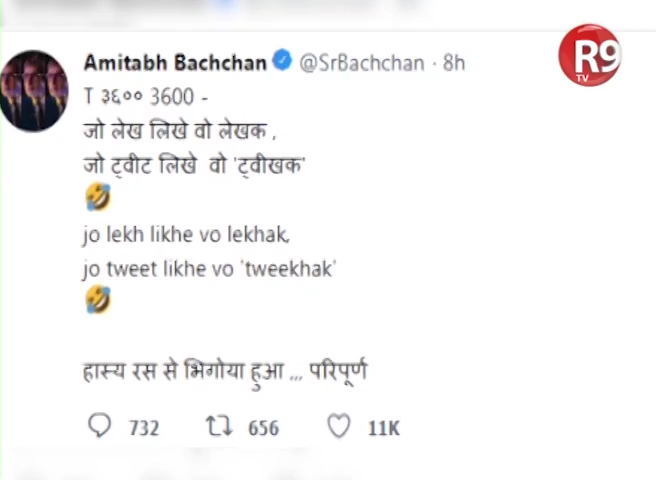 R9
TV
Amitabh Bachchan @SrBachchan · 8h
T ३६०० 3600 -
जो लेख लिखे वो लेखक ,
जो ट्वीट लिखे वो 'ट्वीखक'
🤣
jo lekh likhe vo lekhak,
jo tweet likhe vo 'tweekhak'
🤣
हास्य रस से भिगोया हुआ ,,, परिपूर्ण
732 656 11K